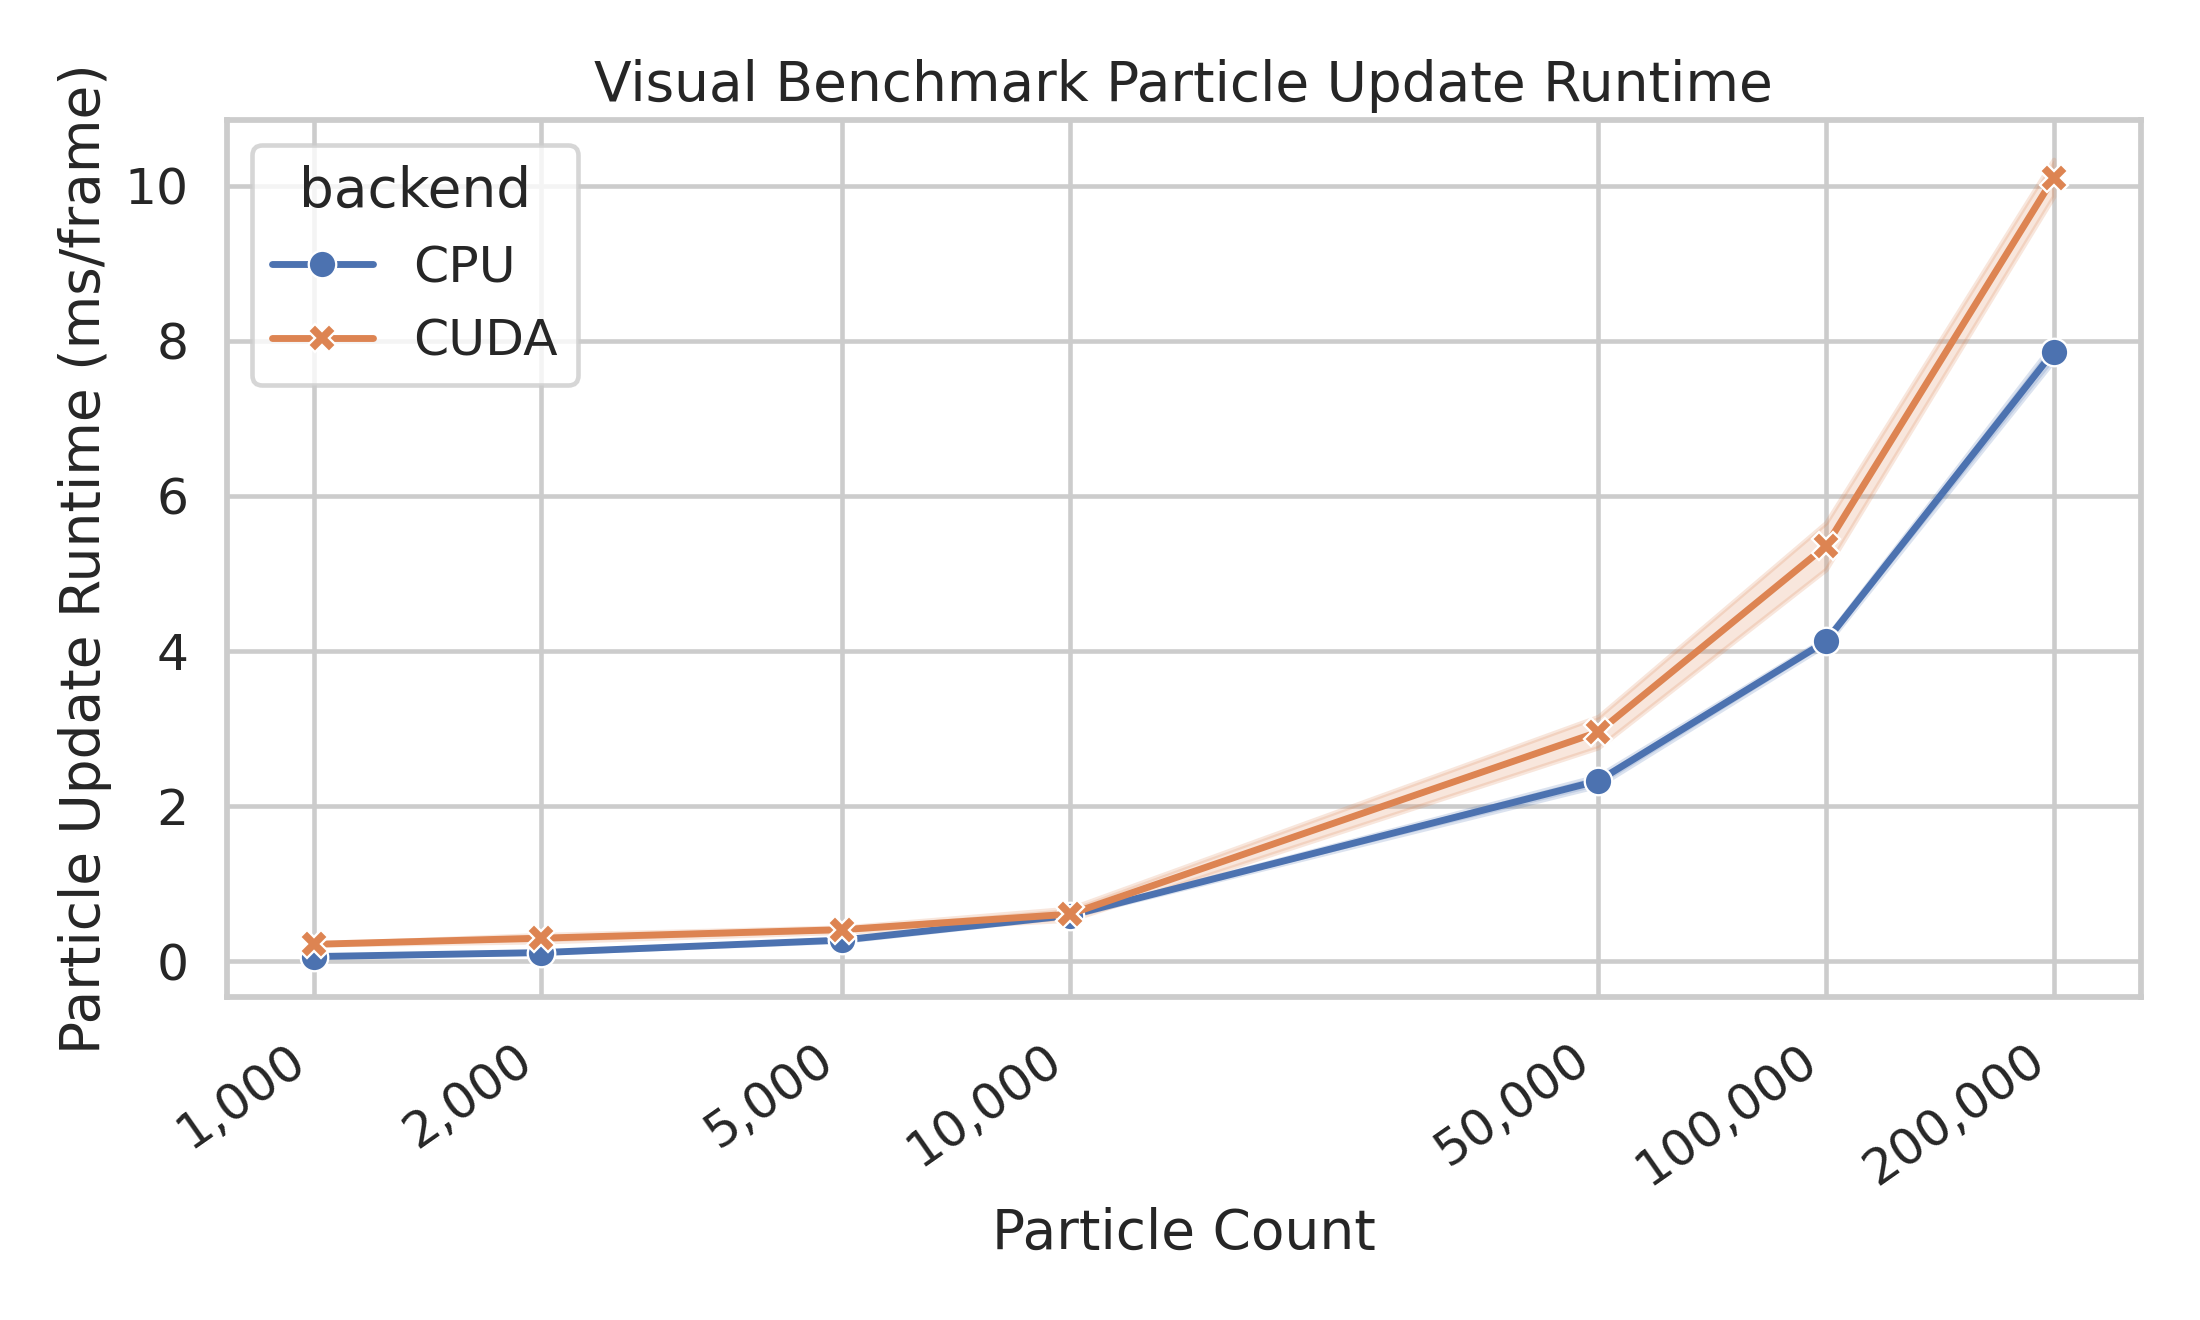 Visual Benchmark Particle Update Runtime
Particle Update Runtime (ms/frame)
10
8
6
4
2
0
backend
CPU
CUDA
1,000
2,000
5,000
10,000
50,000
100,000
200,000
Particle Count